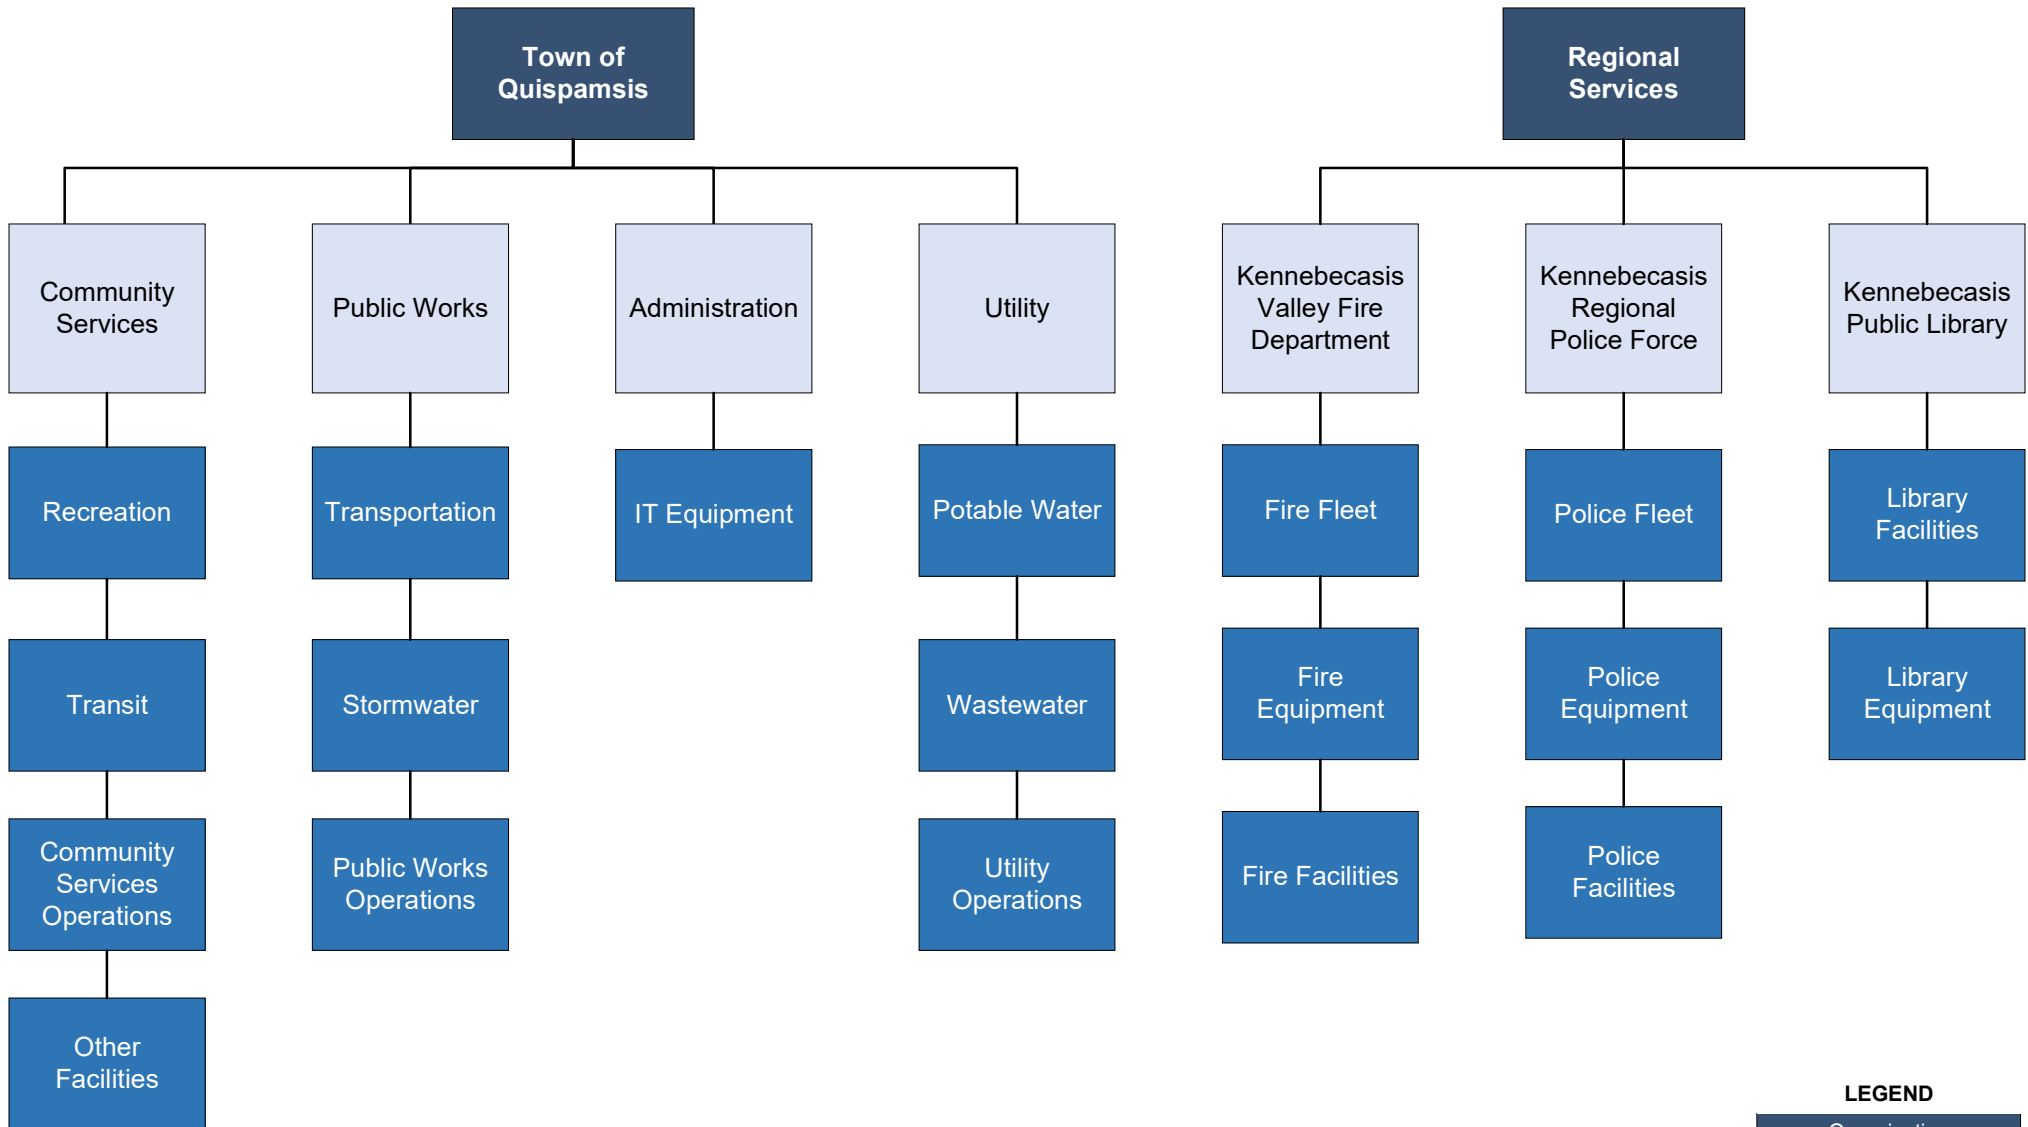 Town of
Quispamsis
Regional
Services
Community
Services
Public Works
Administration
Utility
Kennebecasis
Valley Fire
Department
Kennebecasis
Regional
Police Force
Kennebecasis
Public Library
Recreation
Transportation
IT Equipment
Potable Water
Fire Fleet
Police Fleet
Library
Facilities
Transit
Stormwater
Wastewater
Fire
Equipment
Police
Equipment
Library
Equipment
Community
Services
Operations
Public Works
Operations
Utility
Operations
Fire Facilities
Police
Facilities
Other
Facilities
LEGEND